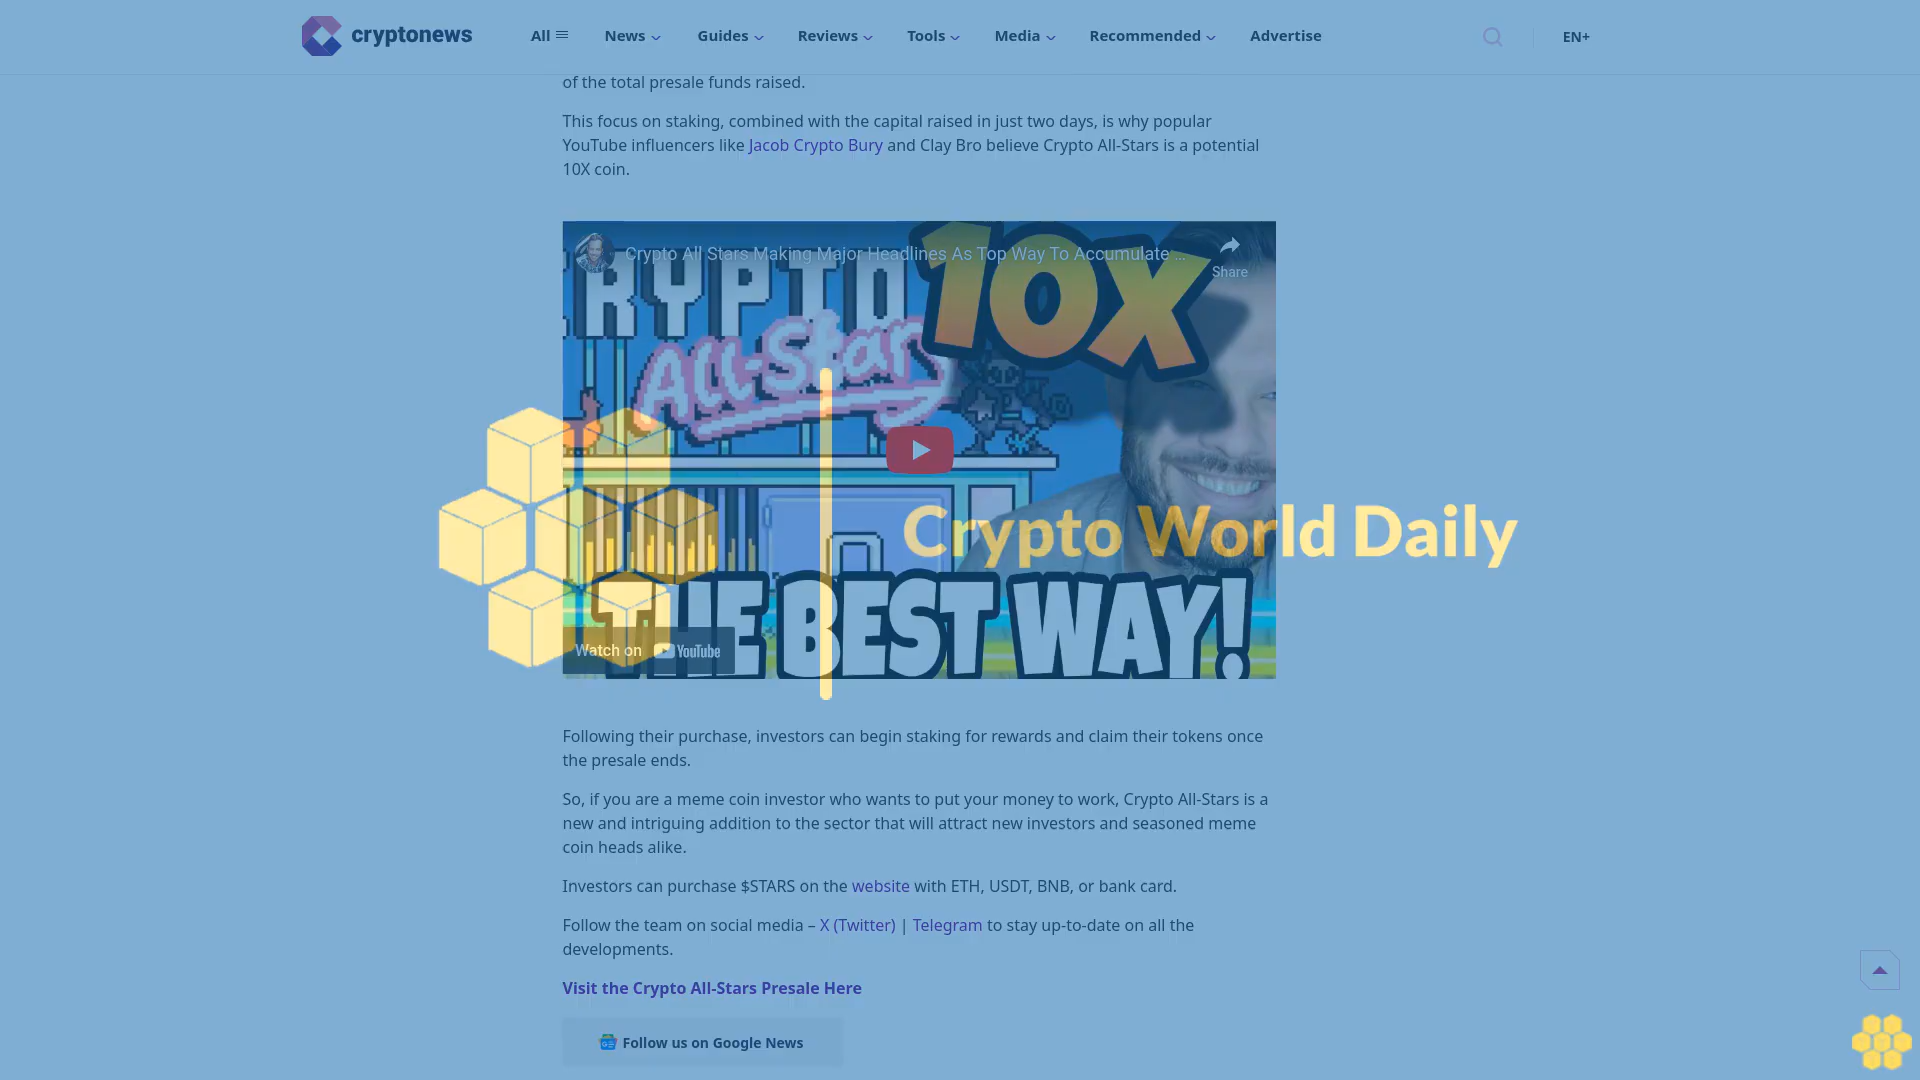 cryptonews All News Guides Reviews Tools Media Recommended Advertise EN+
of the total presale funds raised.
This focus on staking, combined with the capital raised in just two days, is why popular
YouTube influencers like Jacob Crypto Bury and Clay Bro believe Crypto All-Stars is a potential
10X coin.
Crypto All Stars Making Major Headlines As Top Way To Accumulate ...
Share
CRYPTO 10X
All-Stars
Crypto World Daily
THE BEST WAY!
Watch on YouTube
Following their purchase, investors can begin staking for rewards and claim their tokens once
the presale ends.
So, if you are a meme coin investor who wants to put your money to work, Crypto All-Stars is a
new and intriguing addition to the sector that will attract new investors and seasoned meme
coin heads alike.
Investors can purchase $STARS on the website with ETH, USDT, BNB, or bank card.
Follow the team on social media – X (Twitter) | Telegram to stay up-to-date on all the
developments.
Visit the Crypto All-Stars Presale Here
Follow us on Google News